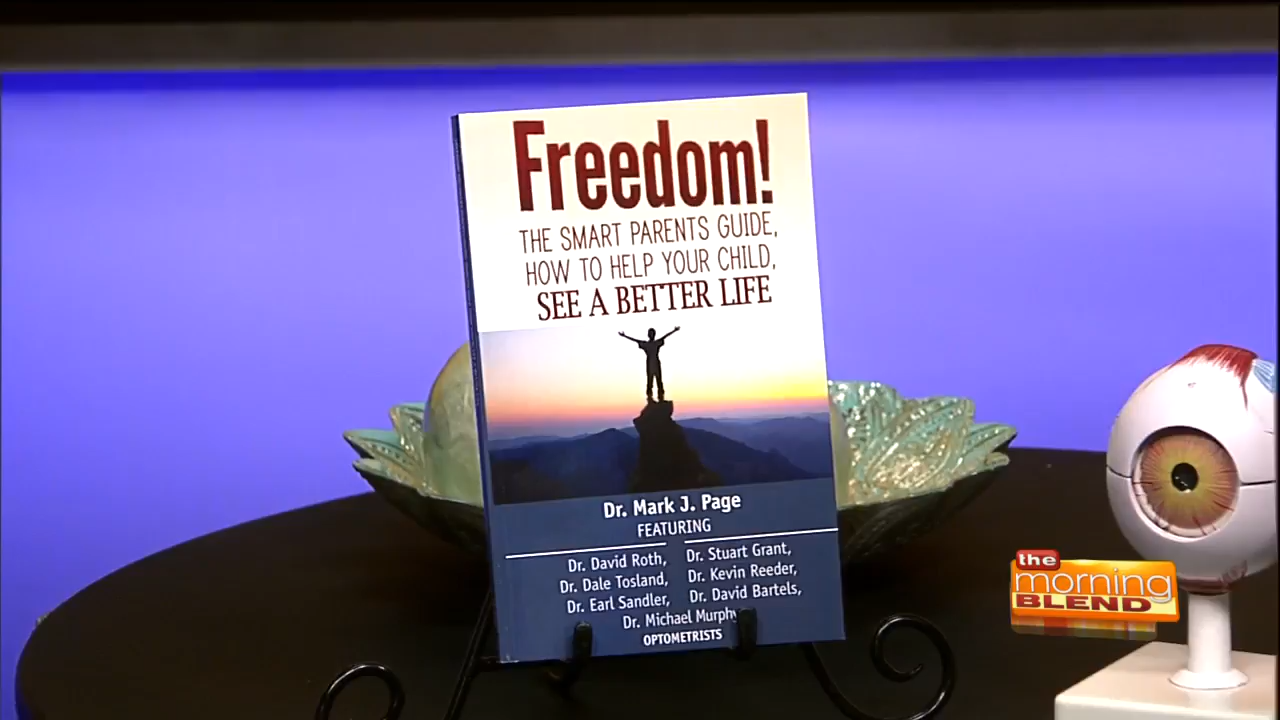 Freedom!
THE SMART PARENTS GUIDE,
HOW TO HELP YOUR CHILD,
SEE A BETTER LIFE
Dr. Mark J. Page
FEATURING
Dr. David Roth, Dr. Stuart Grant,
Dr. Dale Tosland, Dr. Kevin Reeder,
Dr. Earl Sandler, Dr. David Bartels,
Dr. Michael Murphy
OPTOMETRISTS
the
morning
BLEND